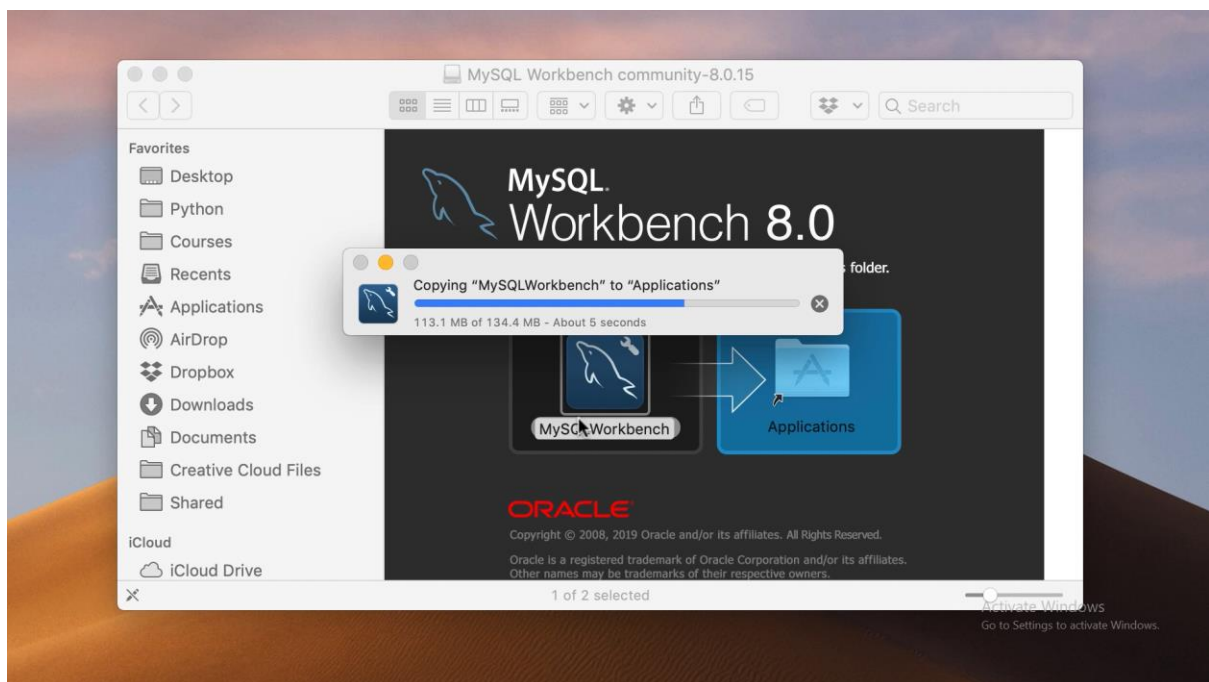 MySQL Workbench community-8.0.15
Search
Favorites
Desktop
Python
Courses
Recents
Applications
AirDrop
Dropbox
Downloads
Documents
Creative Cloud Files
Shared
iCloud
iCloud Drive
MySQL.
Workbench 8.0
folder.
Copying “MySQLWorkbench” to “Applications”
113.1 MB of 134.4 MB - About 5 seconds
MySQLWorkbench
Applications
ORACLE
Copyright © 2008, 2019 Oracle and/or its affiliates. All Rights Reserved.
Oracle is a registered trademark of Oracle Corporation and/or its affiliates.
Other names may be trademarks of their respective owners.
1 of 2 selected
Activate Windows
Go to Settings to activate Windows.